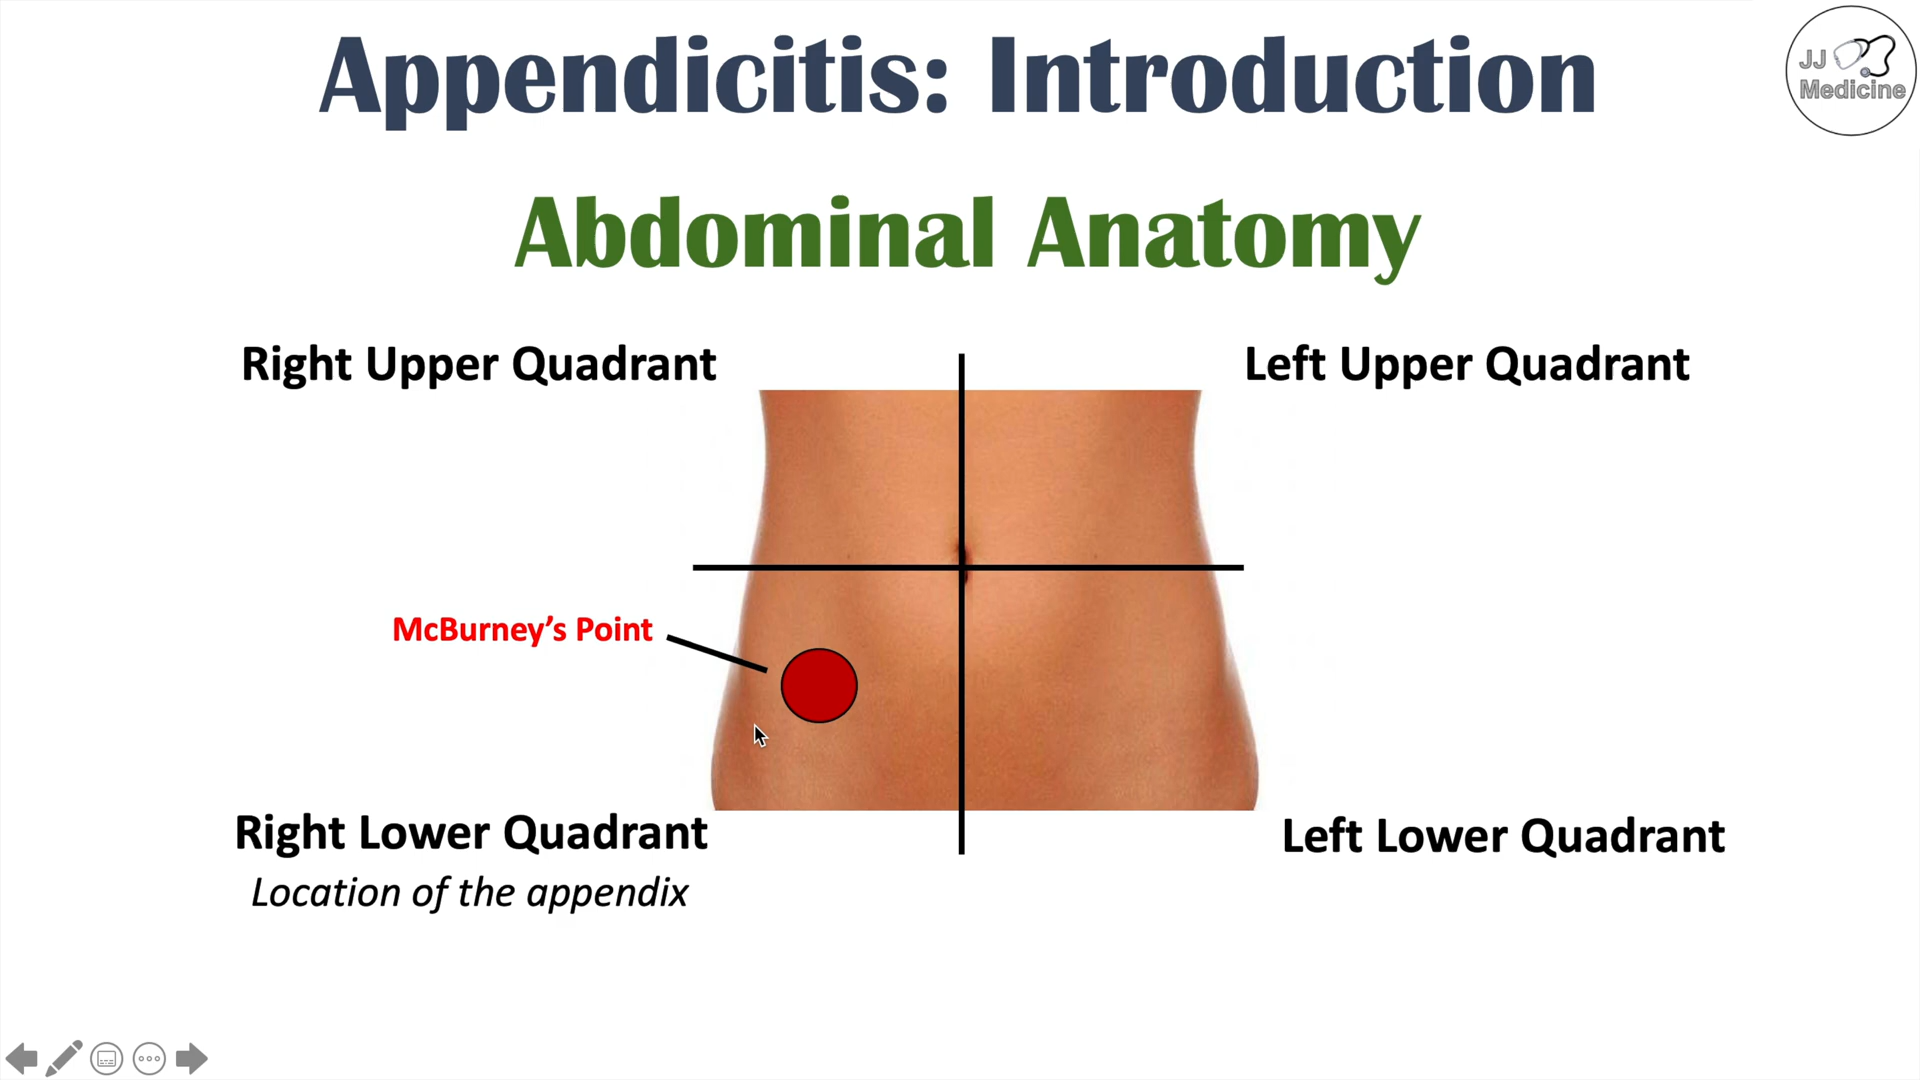 Appendicitis: Introduction
JJ
Medicine
Abdominal Anatomy
Right Upper Quadrant
Left Upper Quadrant
McBurney’s Point
Right Lower Quadrant
Location of the appendix
Left Lower Quadrant